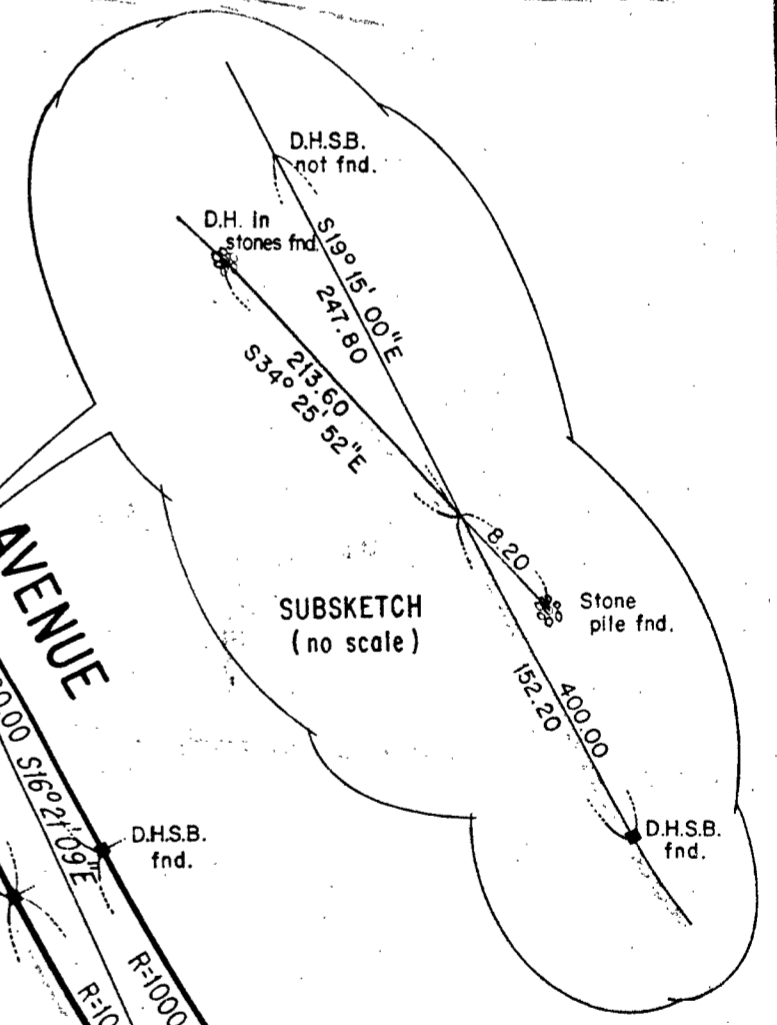 D.H.S.B.
not fnd.
D.H. in
stones fnd.
S19° 15' 00"E
247.80
213.60
S34° 25' 52"E
8.20
Stone
pile fnd.
SUBSKETCH
(no scale)
152.20
400.00
D.H.S.B.
fnd.
AVENUE
S16° 21' 09"E
D.H.S.B.
fnd.
R=1000